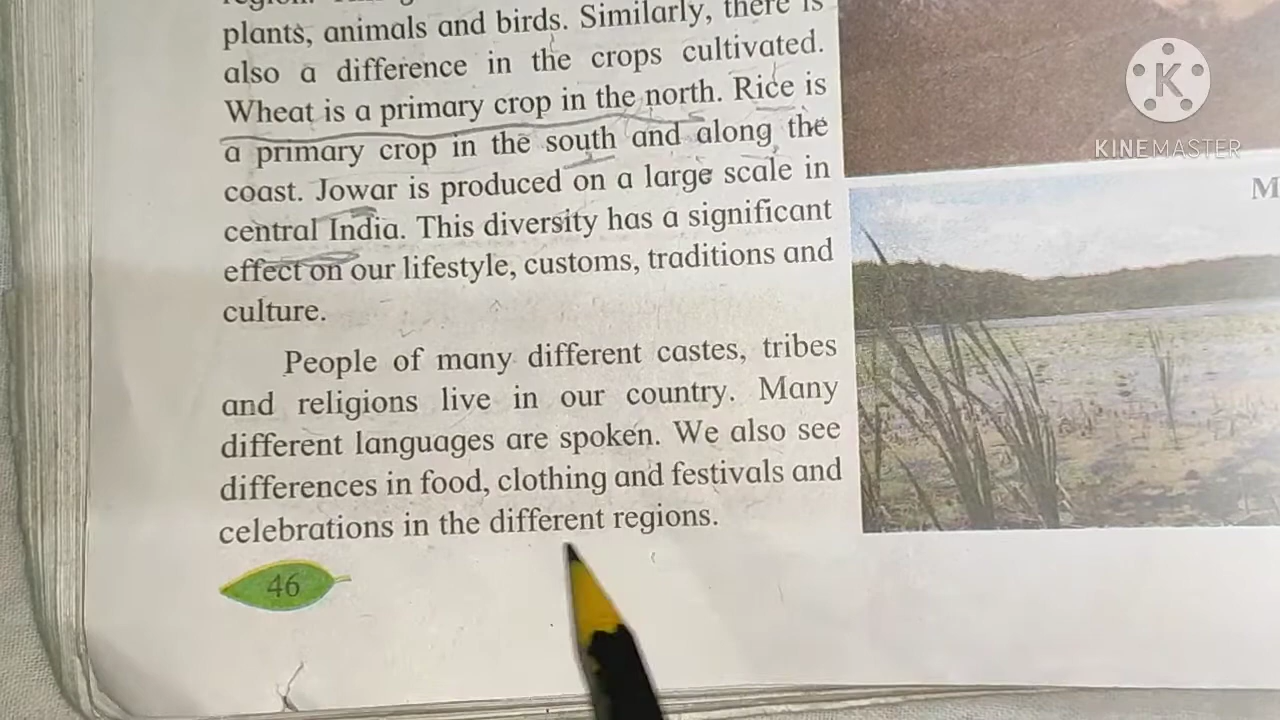 plants, animals and birds. Similarly, there is
also a difference in the crops cultivated.
Wheat is a primary crop in the north. Rice is
a primary crop in the south and along the
coast. Jowar is produced on a large scale in
central India. This diversity has a significant
effect on our lifestyle, customs, traditions and
culture.
People of many different castes, tribes
and religions live in our country. Many
different languages are spoken. We also see
differences in food, clothing and festivals and
celebrations in the different regions.
46
K
KINEMASTER
M